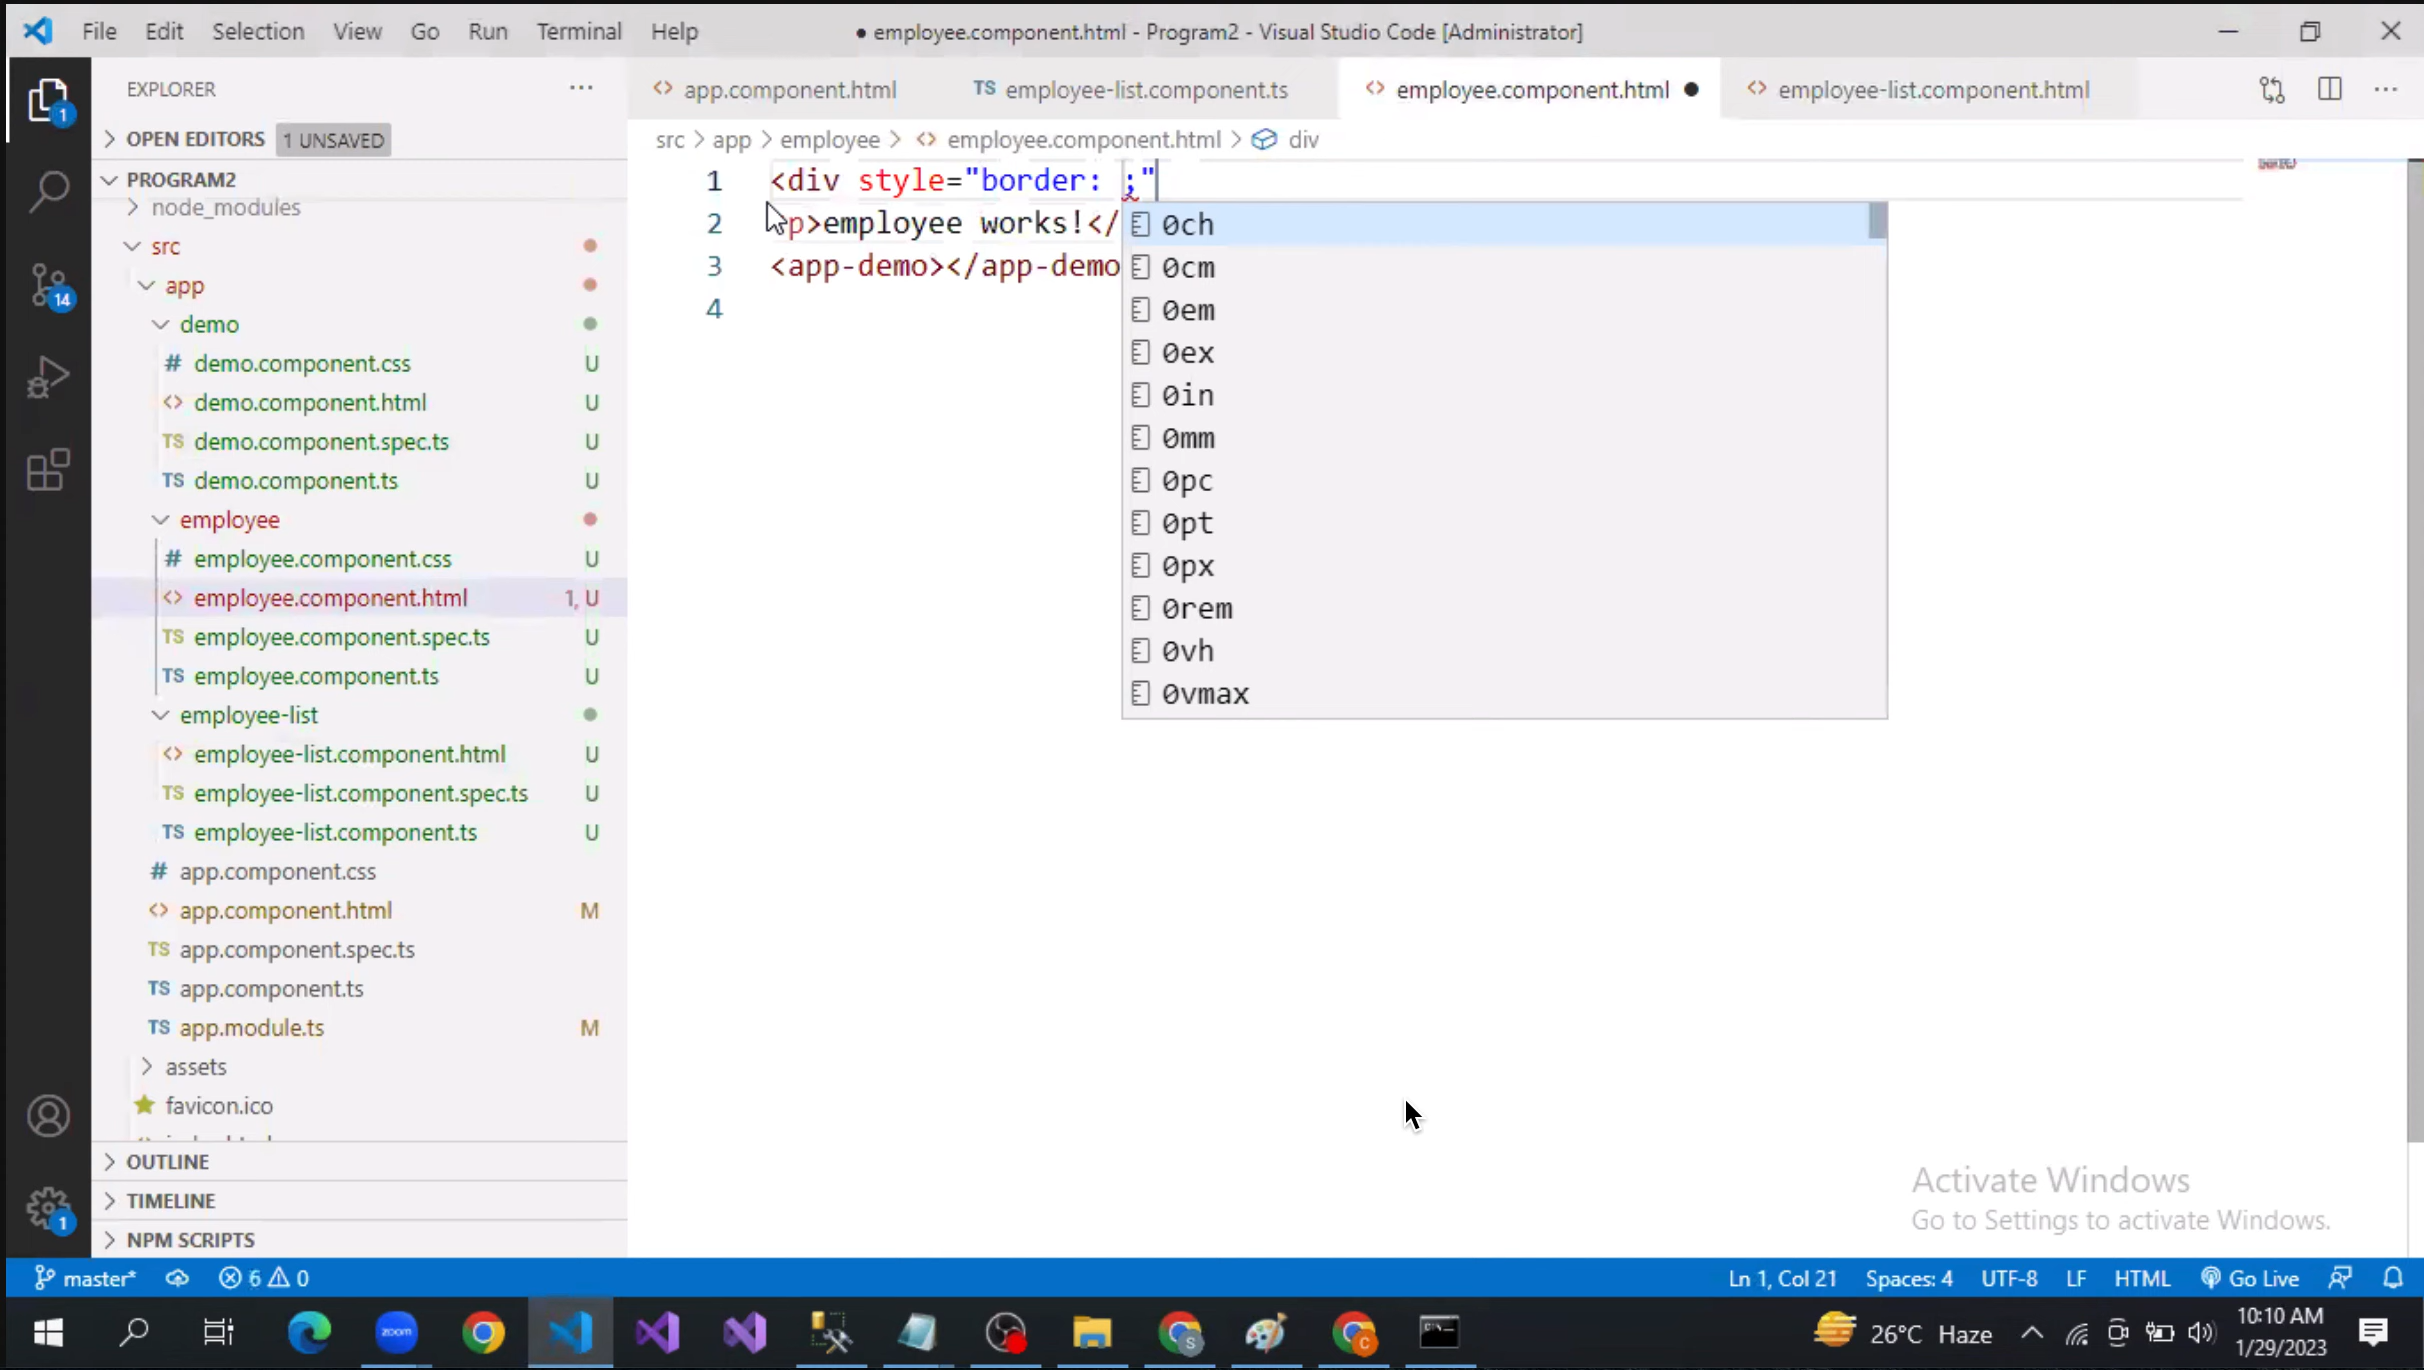 File Edit Selection View Go Run Terminal Help
● employee.component.html - Program2 - Visual Studio Code [Administrator]
EXPLORER
OPEN EDITORS 1 UNSAVED
PROGRAM2
node_modules
src
app
demo
# demo.component.css U
<> demo.component.html U
TS demo.component.spec.ts U
TS demo.component.ts U
employee
# employee.component.css U
<> employee.component.html 1, U
TS employee.component.spec.ts U
TS employee.component.ts U
employee-list
<> employee-list.component.html U
TS employee-list.component.spec.ts U
TS employee-list.component.ts U
# app.component.css
<> app.component.html M
TS app.component.spec.ts
TS app.component.ts
TS app.module.ts M
assets
favicon.ico
OUTLINE
TIMELINE
NPM SCRIPTS
1
14
1
<> app.component.html
TS employee-list.component.ts
<> employee.component.html ●
<> employee-list.component.html
src > app > employee > <> employee.component.html > div
1 <div style="border: ;"
2 p>employee works!</
3 <app-demo></app-demo
4
0ch
0cm
0em
0ex
0in
0mm
0pc
0pt
0px
0rem
0vh
0vmax
Activate Windows
Go to Settings to activate Windows.
master* 6 0
Ln 1, Col 21 Spaces: 4 UTF-8 LF HTML Go Live
zoom
S
C
26°C Haze
10:10 AM
1/29/2023